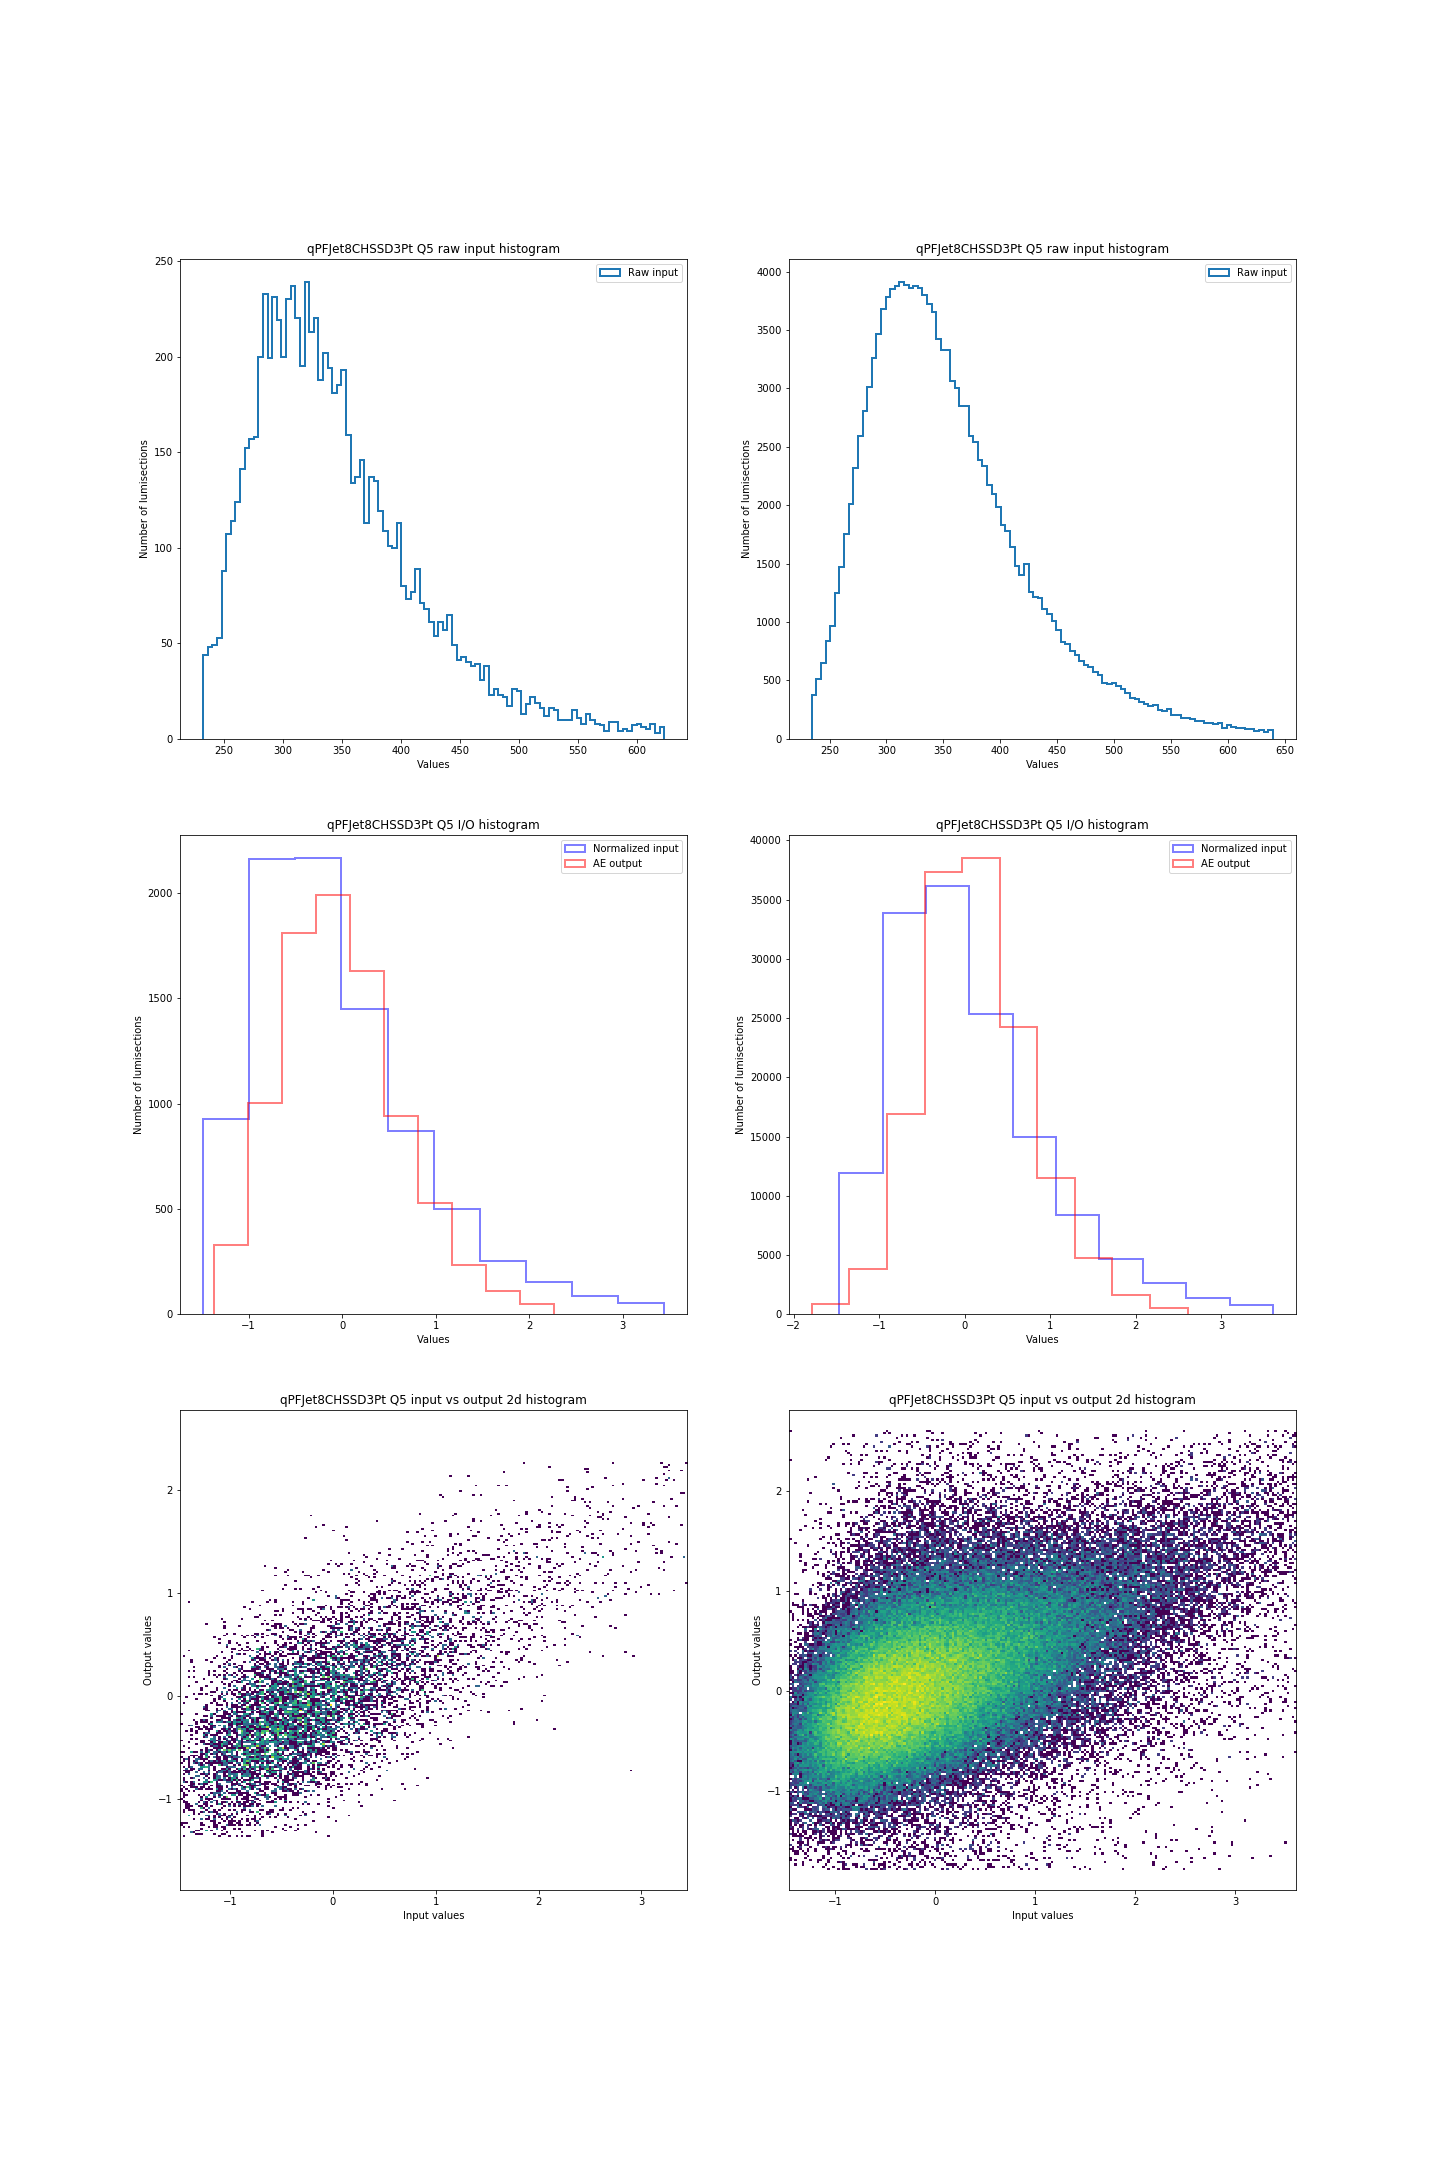 qPFJet8CHSSD3Pt Q5 raw input histogram
Raw input
250
200
150
100
50
0
Number of lumisections
250 300 350 400 450 500 550 600
Values
qPFJet8CHSSD3Pt Q5 raw input histogram
Raw input
4000
3500
3000
2500
2000
1500
1000
500
0
Number of lumisections
250 300 350 400 450 500 550 600 650
Values
qPFJet8CHSSD3Pt Q5 I/O histogram
Normalized input
AE output
2000
1500
1000
500
0
Number of lumisections
−1 0 1 2 3
Values
qPFJet8CHSSD3Pt Q5 I/O histogram
Normalized input
AE output
40000
35000
30000
25000
20000
15000
10000
5000
0
Number of lumisections
−2 −1 0 1 2 3
Values
qPFJet8CHSSD3Pt Q5 input vs output 2d histogram
2
1
0
−1
Output values
−1 0 1 2 3
Input values
qPFJet8CHSSD3Pt Q5 input vs output 2d histogram
2
1
0
−1
Output values
−1 0 1 2 3
Input values